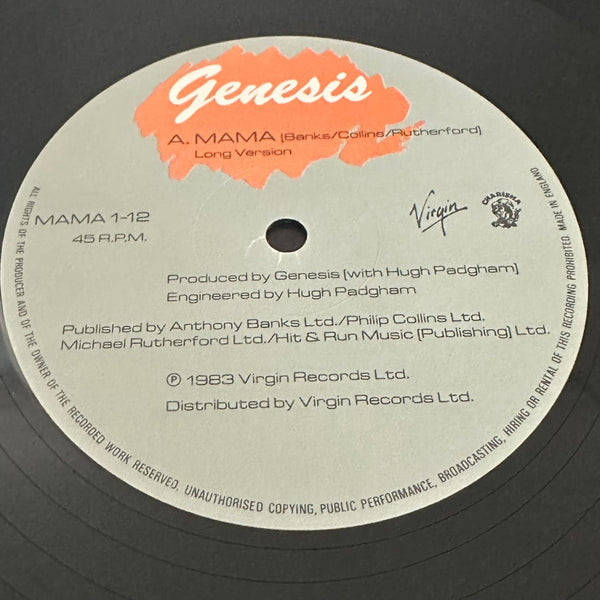 Genesis
A. MAMA (Banks/Collins/Rutherford)
Long Version
MAMA 1-12
45 R.P.M.
Virgin
CHARISMA
Produced by Genesis (with Hugh Padgham)
Engineered by Hugh Padgham
Published by Anthony Banks Ltd./Philip Collins Ltd.
Michael Rutherford Ltd./Hit & Run Music (Publishing) Ltd.
Ⓟ 1983 Virgin Records Ltd.
Distributed by Virgin Records Ltd.
ALL RIGHTS OF THE PRODUCER AND OF THE OWNER OF THE RECORDED WORK RESERVED. UNAUTHORISED COPYING, PUBLIC PERFORMANCE, BROADCASTING, HIRING OR RENTAL OF THIS RECORDING PROHIBITED. MADE IN ENGLAND